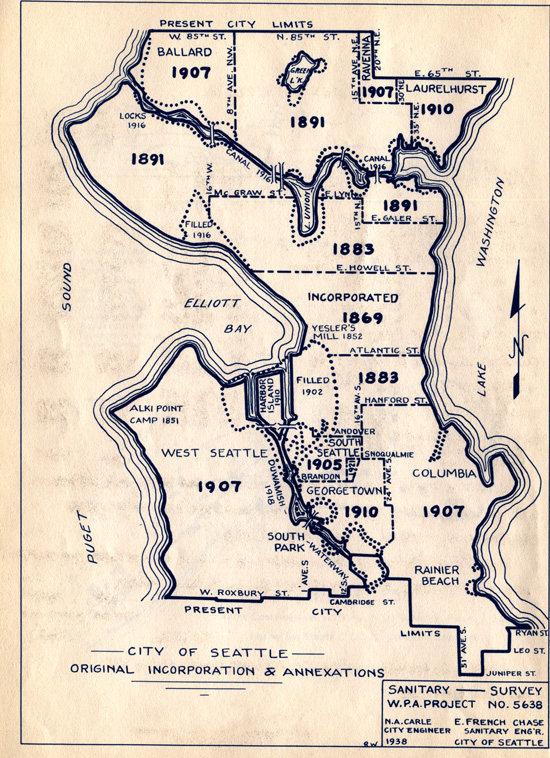 PRESENT CITY LIMITS
W. 85TH ST.
N. 85TH ST.
BALLARD
1907
8TH AVE. N.W.
GREEN
L'K.
15TH AVE. N.E.
RAVENNA
20TH N.E.
E. 65TH ST.
1907
30TH N.E.
LAURELHURST
1910
35TH N.E.
LOCKS
1916
1891
1891
CANAL 1916
CANAL
1916
16TH W.
MC GRAW ST.
UNION
E. LYNN
15TH N.
1891
E. GALER ST.
FILLED
1916
1883
E. HOWELL ST.
WASHINGTON
LAKE
N
SOUND
PUGET
ELLIOTT
BAY
INCORPORATED
1869
YESLER'S
MILL 1852
ATLANTIC ST.
1883
HARBOR
ISLAND
1910
FILLED
1902
16TH AV. S.
HANFORD ST.
ALKI POINT
CAMP 1851
ANDOVER
SOUTH
SEATTLE
SNOQUALMIE
WEST SEATTLE
1907
1905
BRANDON
COLUMBIA
1907
DUWAMISH
1918
WATERWAY
GEORGETOWN
1910
24TH AVE. S.
SOUTH
PARK
RAINIER
BEACH
1 AVE. S
12TH S.
W. ROXBURY ST.
CAMBRIDGE ST.
PRESENT CITY LIMITS
51ST AVE. S.
RYAN ST.
LEO ST.
JUNIPER ST.
CITY OF SEATTLE
ORIGINAL INCORPORATION & ANNEXATIONS
SANITARY — SURVEY
W.P.A. PROJECT NO. 5638
N.A. CARLE E. FRENCH CHASE
CITY ENGINEER SANITARY ENG'R.
1938 CITY OF SEATTLE
RW